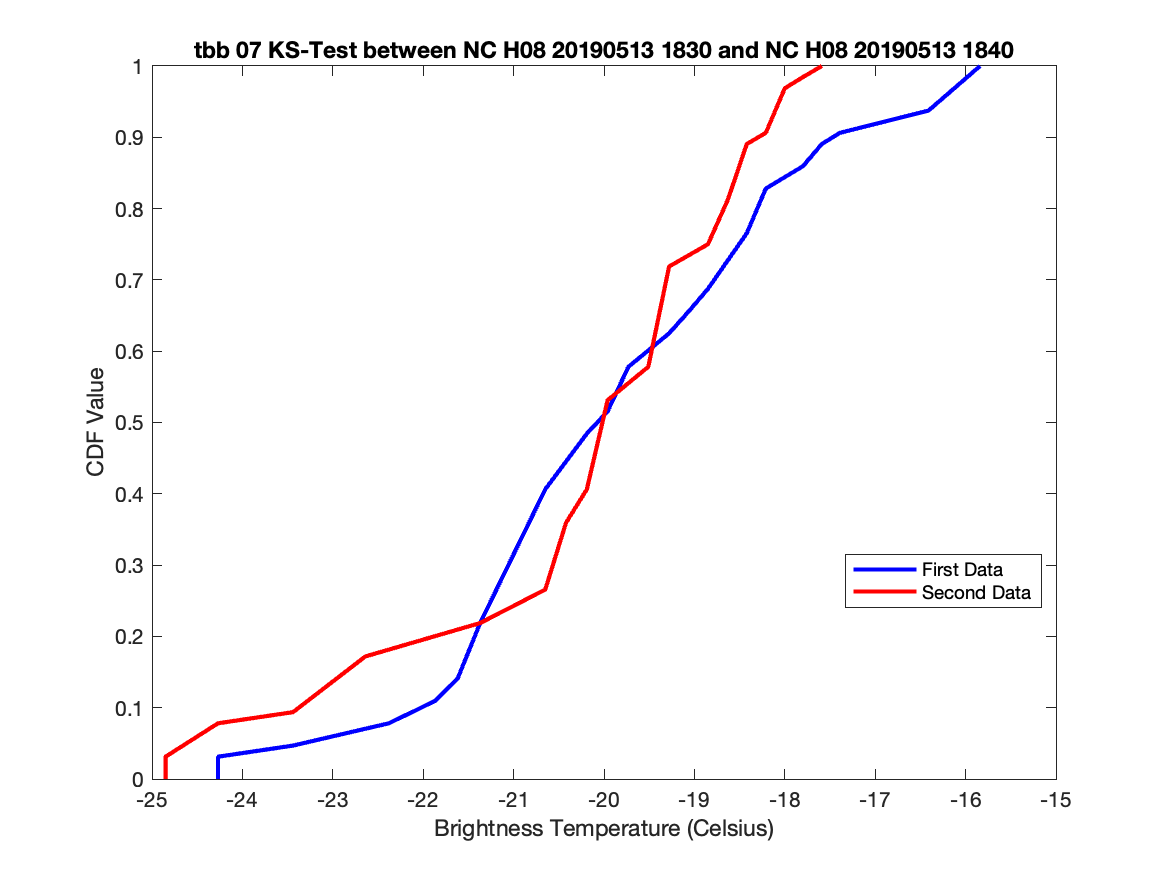 tbb 07 KS-Test between NC H08 20190513 1830 and NC H08 20190513 1840
1
0.9
0.8
0.7
0.6
0.5
0.4
0.3
0.2
0.1
0
CDF Value
First Data
Second Data
-25 -24 -23 -22 -21 -20 -19 -18 -17 -16 -15
Brightness Temperature (Celsius)